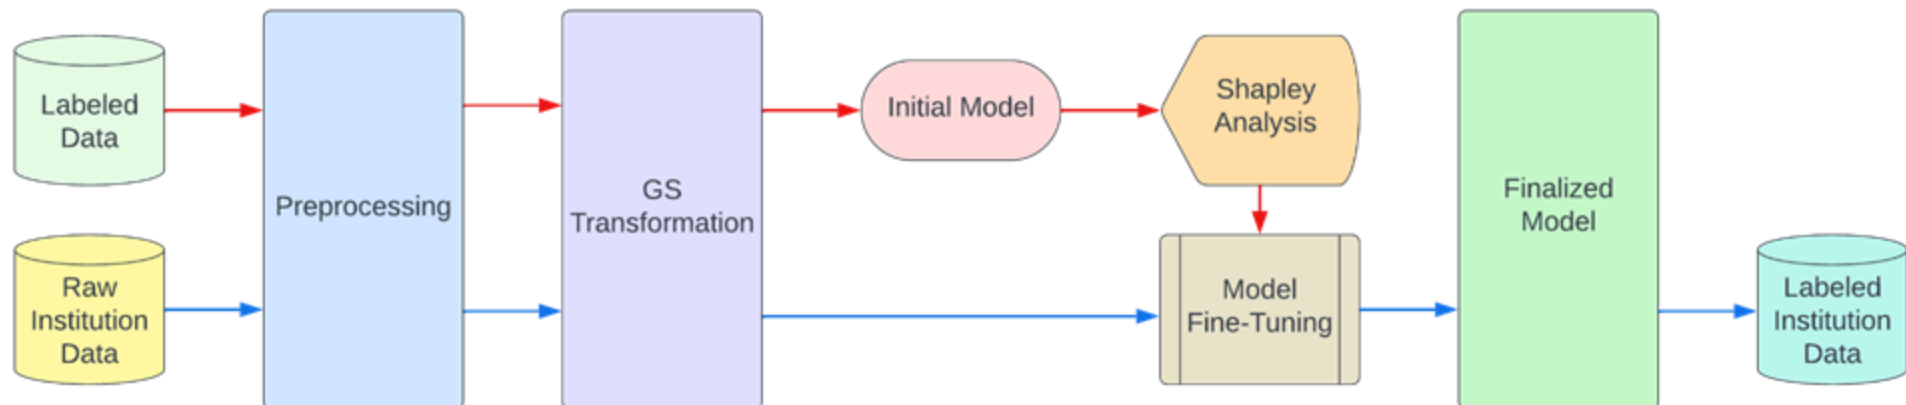 Labeled
Data
Raw
Institution
Data
Preprocessing
GS
Transformation
Initial Model
Shapley
Analysis
Model
Fine-Tuning
Finalized
Model
Labeled
Institution
Data